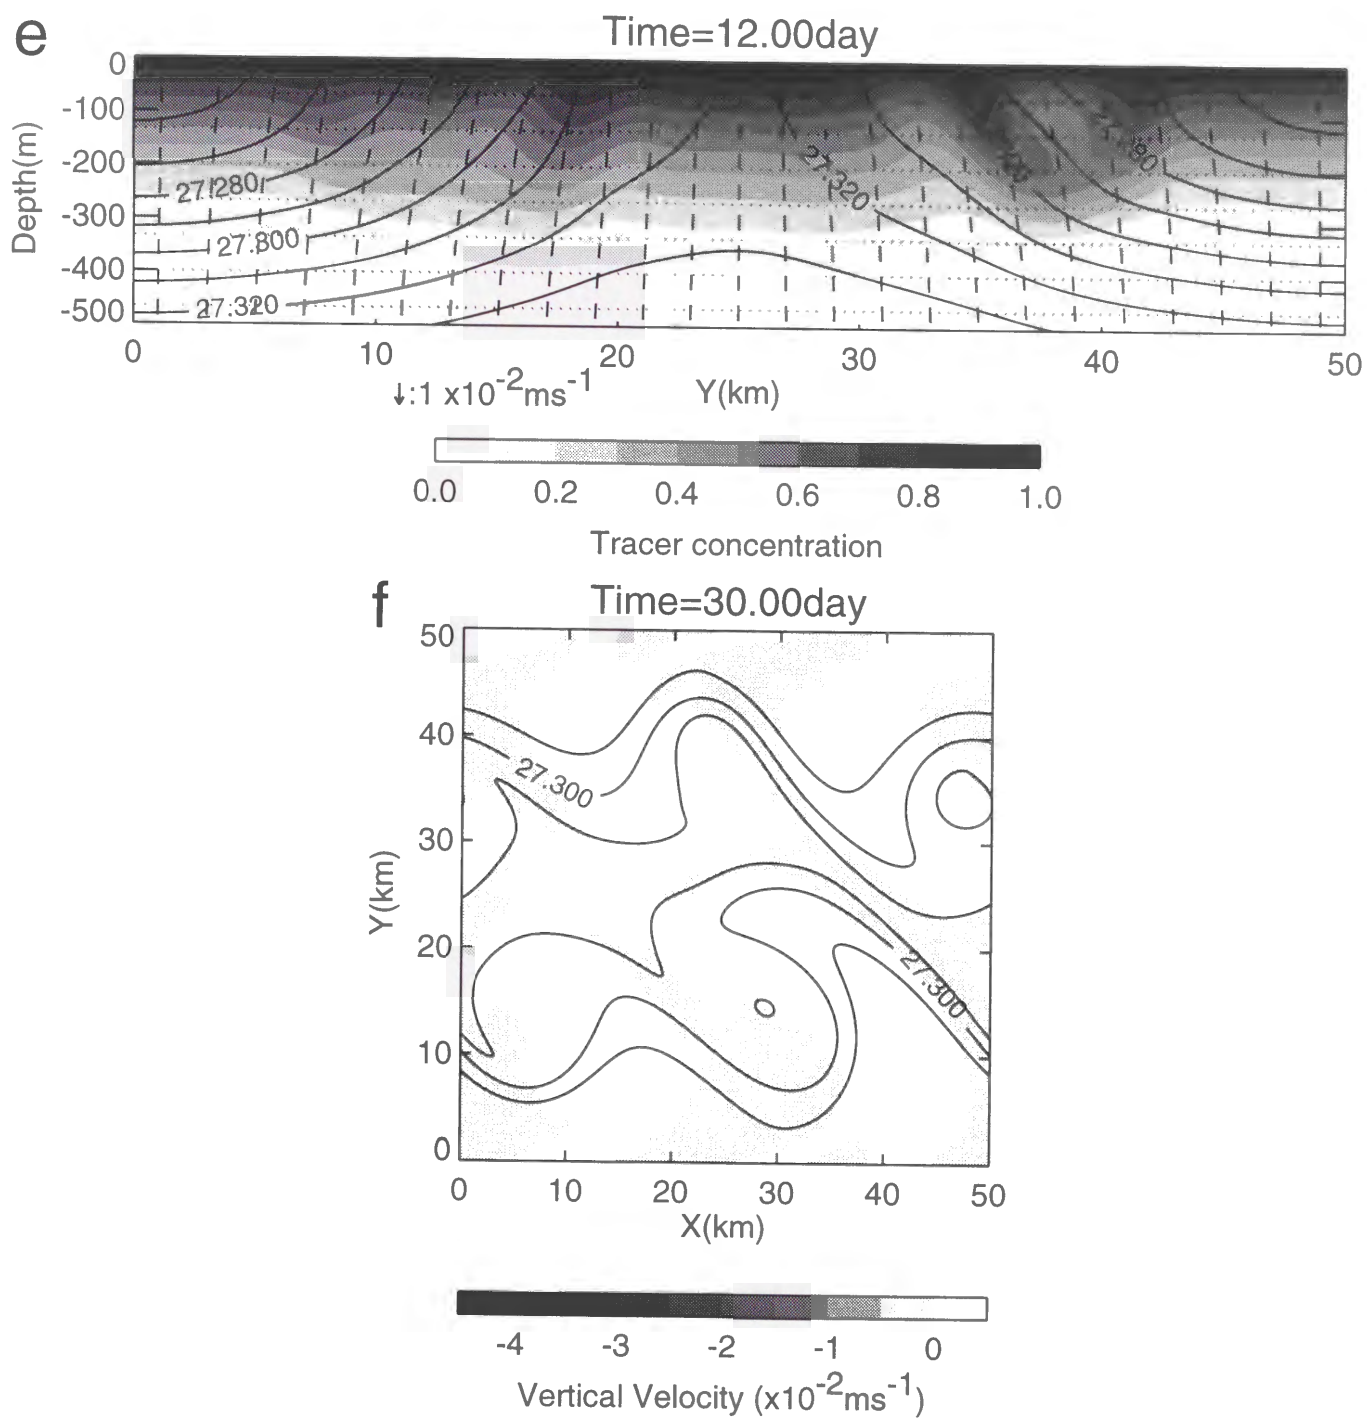 e
Time=12.00day
0
-100
-200
-300
-400
-500
Depth(m)
27.280
27.800
27.320
27.320
0 10 20 30 40 50
↓:1 x10⁻²ms⁻¹
Y(km)
0.0 0.2 0.4 0.6 0.8 1.0
Tracer concentration
f
Time=30.00day
50
40
30
20
10
0
Y(km)
27.300
27.300
0 10 20 30 40 50
X(km)
-4 -3 -2 -1 0
Vertical Velocity (x10⁻²ms⁻¹)